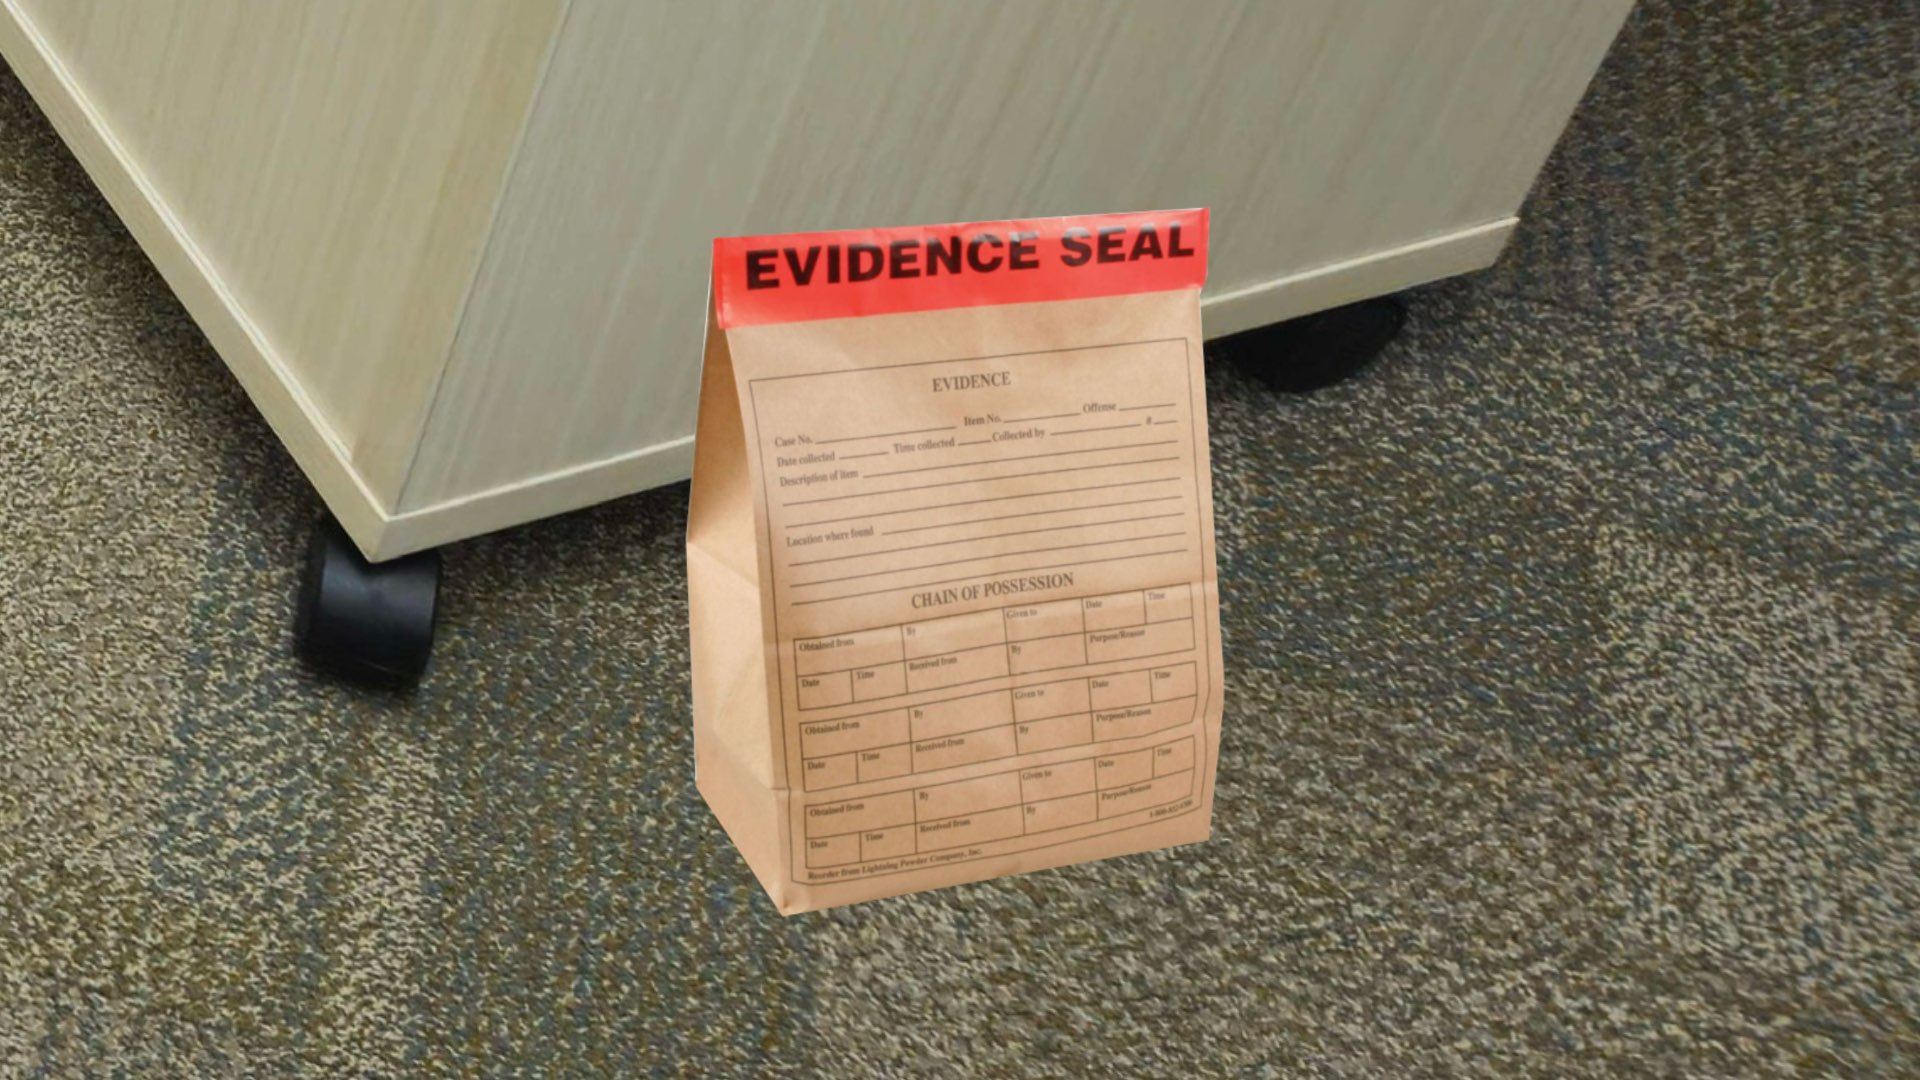 EVIDENCE SEAL
EVIDENCE
Case No. Item No. Offense
Date collected Time collected Collected by #
Description of item
Location where found
CHAIN OF POSSESSION
Obtained from By Given to Date Time
Date Time Received from By Purpose/Reason
Obtained from By Given to Date Time
Date Time Received from By Purpose/Reason
Obtained from By Given to Date Time
Date Time Received from By Purpose/Reason
Reorder from Lightning Powder Company, Inc.